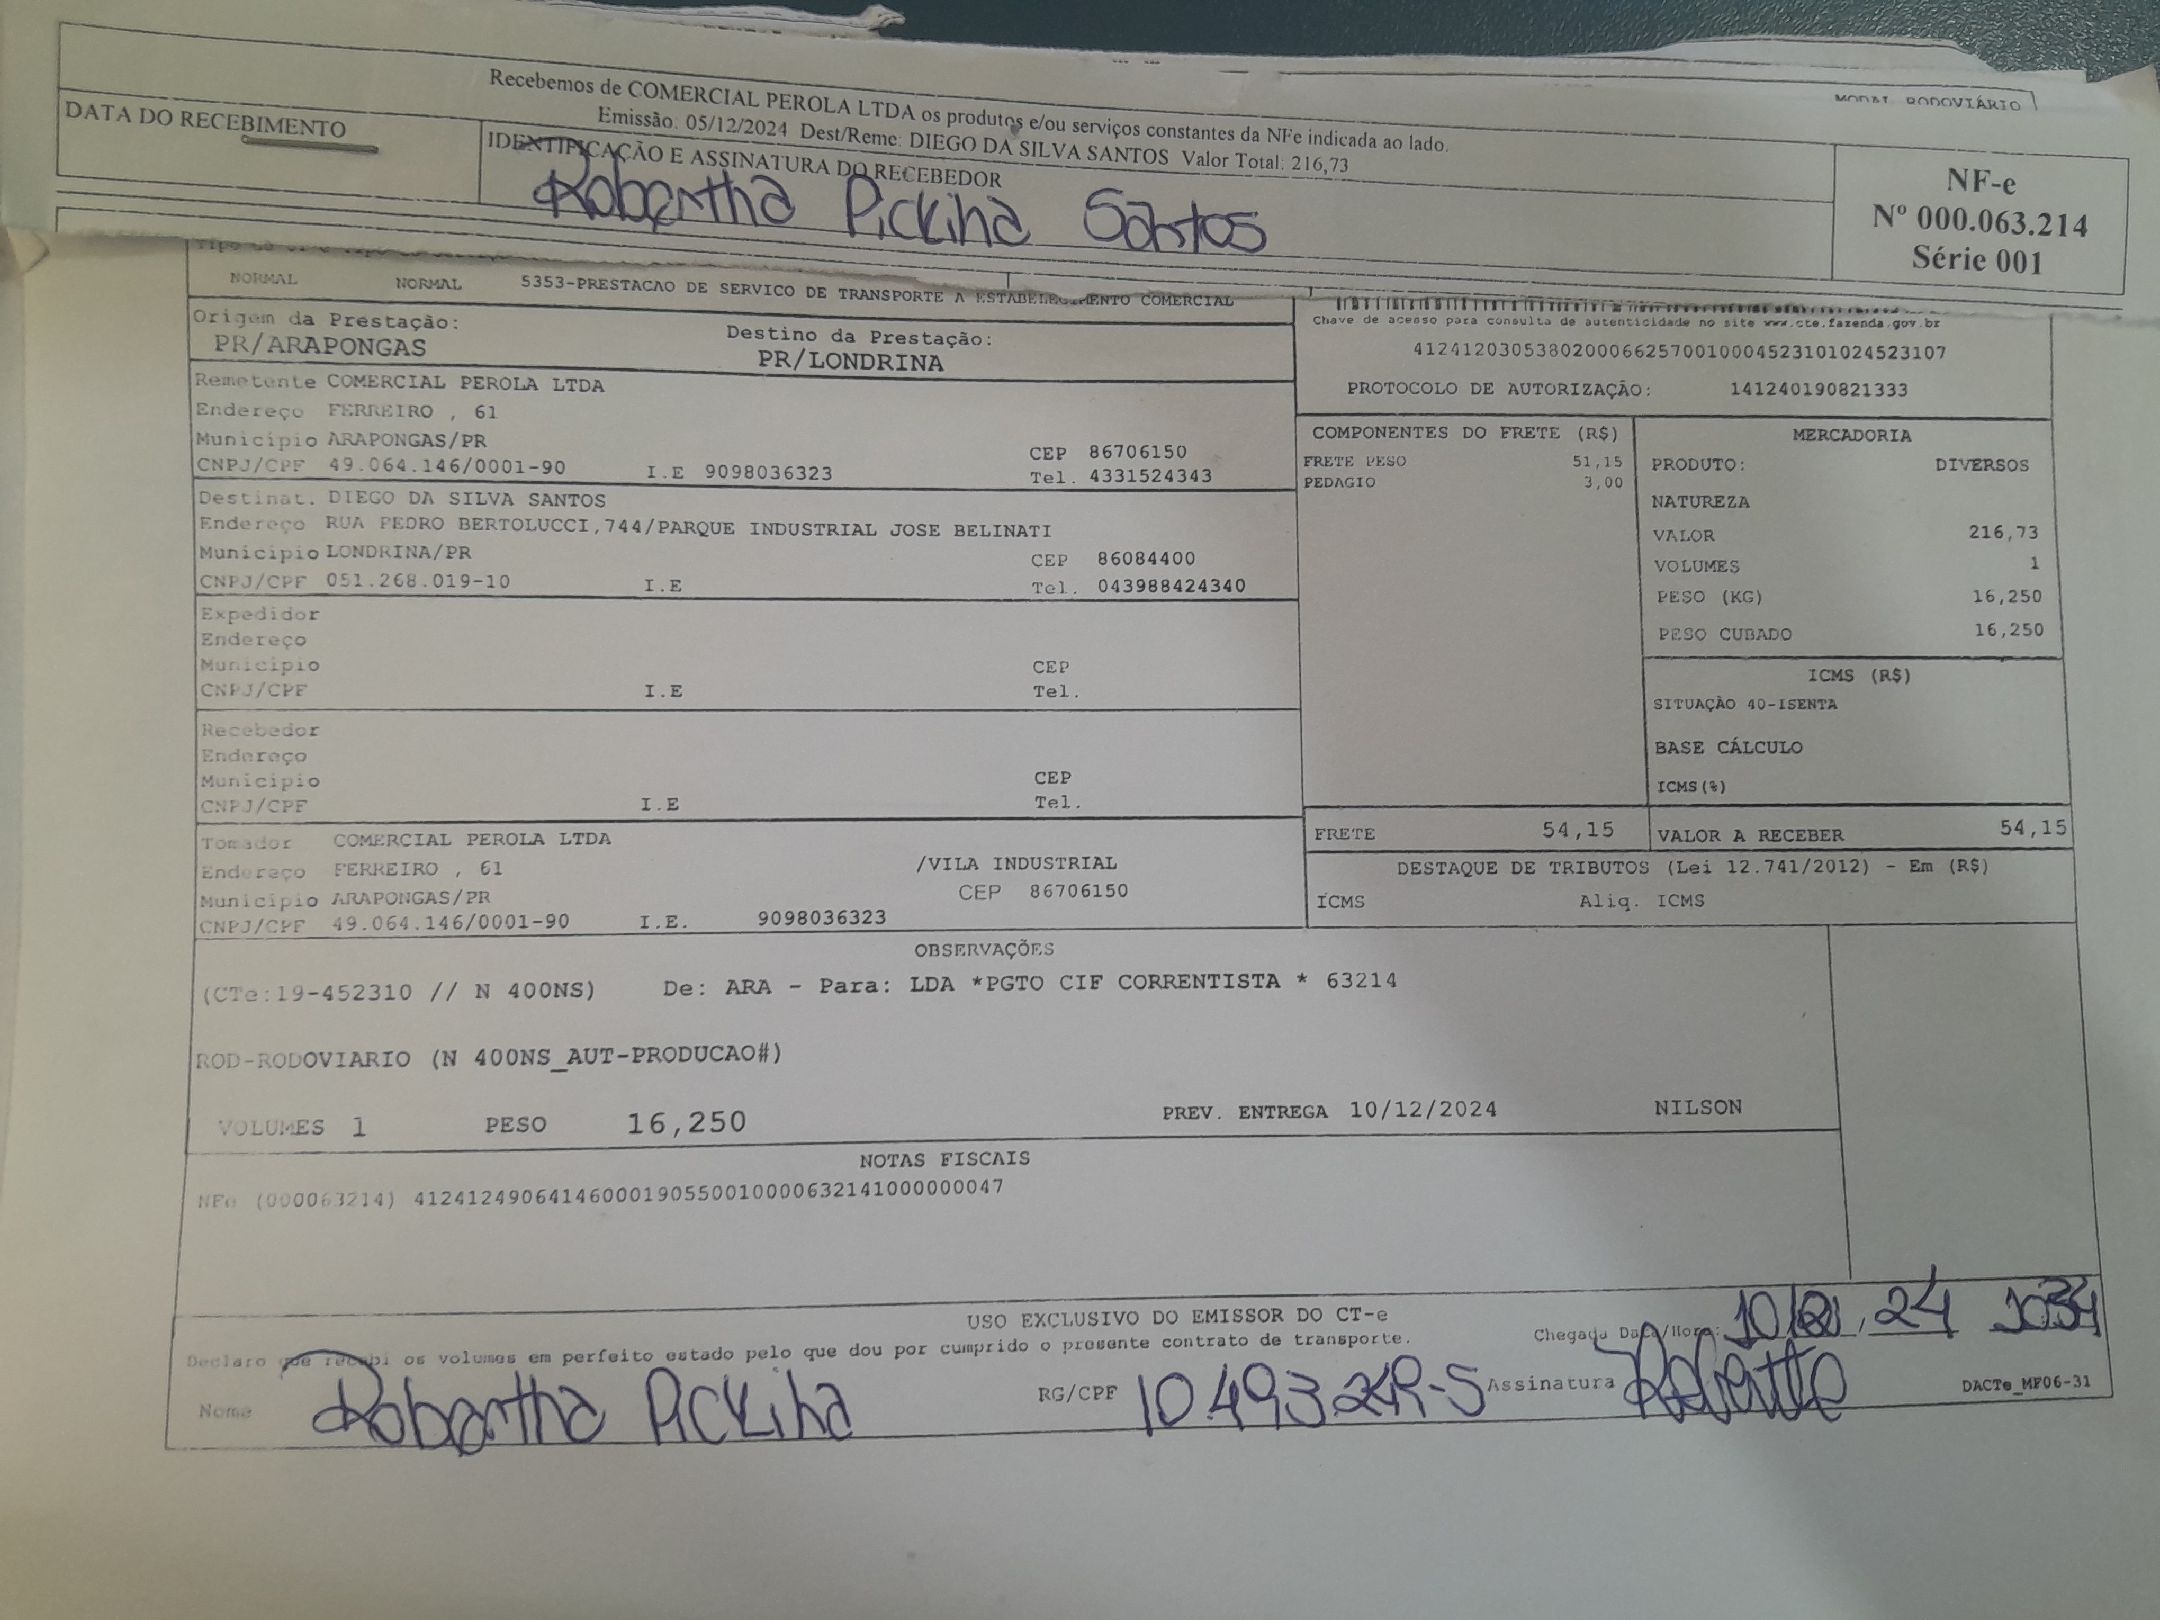 MODAL RODOVIÁRIO
Recebemos de COMERCIAL PEROLA LTDA os produtos e/ou serviços constantes da NFe indicada ao lado.
Emissão: 05/12/2024 Dest/Reme: DIEGO DA SILVA SANTOS Valor Total: 216,73
DATA DO RECEBIMENTO
IDENTIFICAÇÃO E ASSINATURA DO RECEBEDOR
Santos
NF-e
Nº 000.063.214
Série 001
NORMAL NORMAL 5353-PRESTACAO DE SERVICO DE TRANSPORTE A ESTABELECIMENTO COMERCIAL
Chave de acesso para consulta de autenticidade no site www.cte.fazenda.gov.br
41241203053802000662570010004523101024523107
PROTOCOLO DE AUTORIZAÇÃO: 141240190821333
Origem da Prestação:
PR/ARAPONGAS
Destino da Prestação:
PR/LONDRINA
Remetente COMERCIAL PEROLA LTDA
Endereço FERREIRO , 61
Município ARAPONGAS/PR CEP 86706150
CNPJ/CPF 49.064.146/0001-90 I.E 9098036323 Tel. 4331524343
Destinat. DIEGO DA SILVA SANTOS
Endereço RUA PEDRO BERTOLUCCI,744/PARQUE INDUSTRIAL JOSE BELINATI
Município LONDRINA/PR CEP 86084400
CNPJ/CPF 051.268.019-10 I.E Tel. 043988424340
Expedidor
Endereço
Município CEP
CNPJ/CPF I.E Tel.
Recebedor
Endereço
Município CEP
CNPJ/CPF I.E Tel.
Tomador COMERCIAL PEROLA LTDA
Endereço FERREIRO , 61 /VILA INDUSTRIAL
Município ARAPONGAS/PR CEP 86706150
CNPJ/CPF 49.064.146/0001-90 I.E. 9098036323
COMPONENTES DO FRETE (R$)
FRETE PESO 51,15
PEDAGIO 3,00
MERCADORIA
PRODUTO: DIVERSOS
NATUREZA
VALOR 216,73
VOLUMES 1
PESO (KG) 16,250
PESO CUBADO 16,250
ICMS (R$)
SITUAÇÃO 40-ISENTA
BASE CÁLCULO
ICMS(%)
FRETE 54,15 VALOR A RECEBER 54,15
DESTAQUE DE TRIBUTOS (Lei 12.741/2012) - Em (R$)
ICMS Aliq. ICMS
OBSERVAÇÕES
(CTe:19-452310 // N 400NS) De: ARA - Para: LDA *PGTO CIF CORRENTISTA * 63214
ROD-RODOVIARIO (N 400NS_AUT-PRODUCAO#)
VOLUMES 1 PESO 16,250 PREV. ENTREGA 10/12/2024 NILSON
NOTAS FISCAIS
NFe (000063214) 41241249064146000190550010000632141000000047
USO EXCLUSIVO DO EMISSOR DO CT-e
Declaro que recebi os volumes em perfeito estado pelo que dou por cumprido o presente contrato de transporte.
Chegada Data/Hora: 24
Nome RG/CPF Assinatura
DACTe_MF06-31